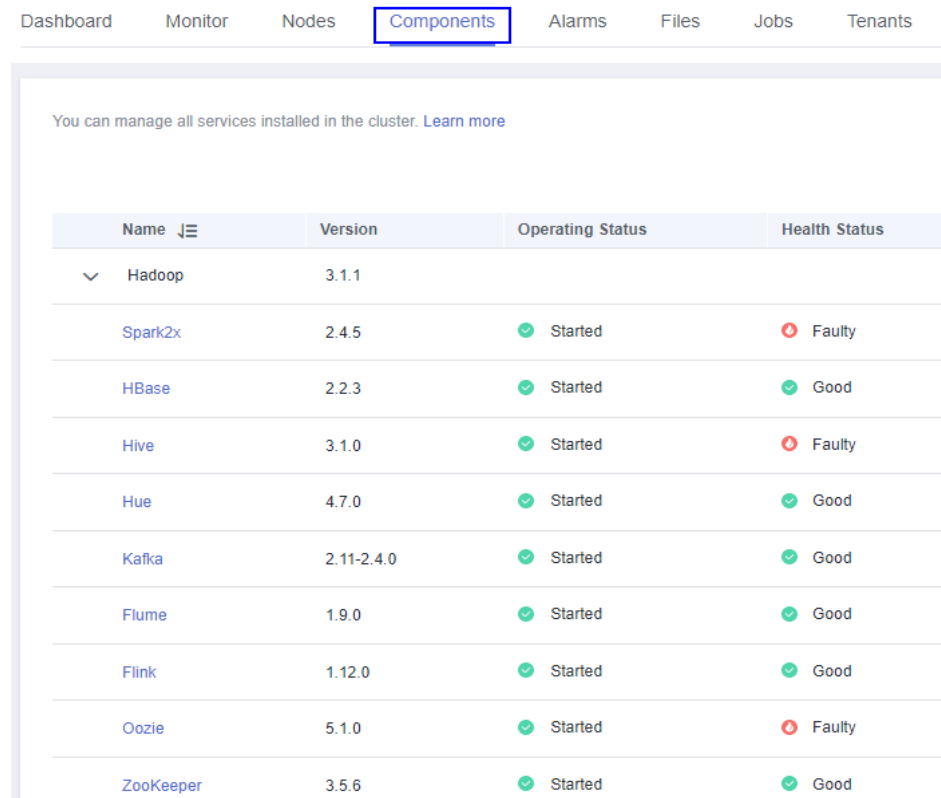 Dashboard Monitor Nodes Components Alarms Files Jobs Tenants
You can manage all services installed in the cluster. Learn more
Name Version Operating Status Health Status
Hadoop 3.1.1
Spark2x 2.4.5 Started Faulty
HBase 2.2.3 Started Good
Hive 3.1.0 Started Faulty
Hue 4.7.0 Started Good
Kafka 2.11-2.4.0 Started Good
Flume 1.9.0 Started Good
Flink 1.12.0 Started Good
Oozie 5.1.0 Started Faulty
ZooKeeper 3.5.6 Started Good